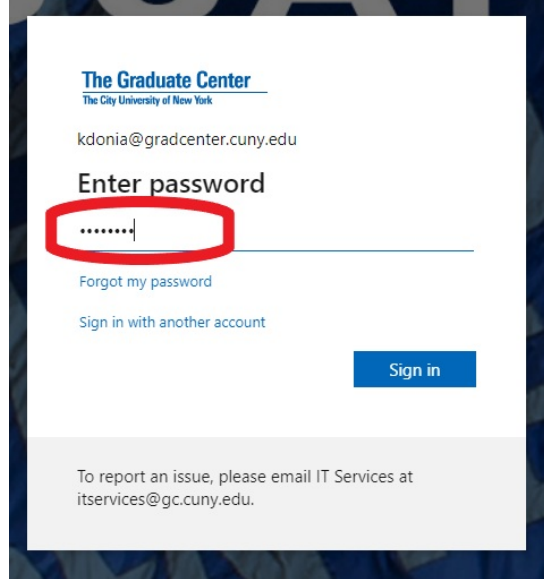 The Graduate Center
The City University of New York
kdonia@gradcenter.cuny.edu
Enter password
••••••••
Forgot my password
Sign in with another account
Sign in
To report an issue, please email IT Services at
itservices@gc.cuny.edu.